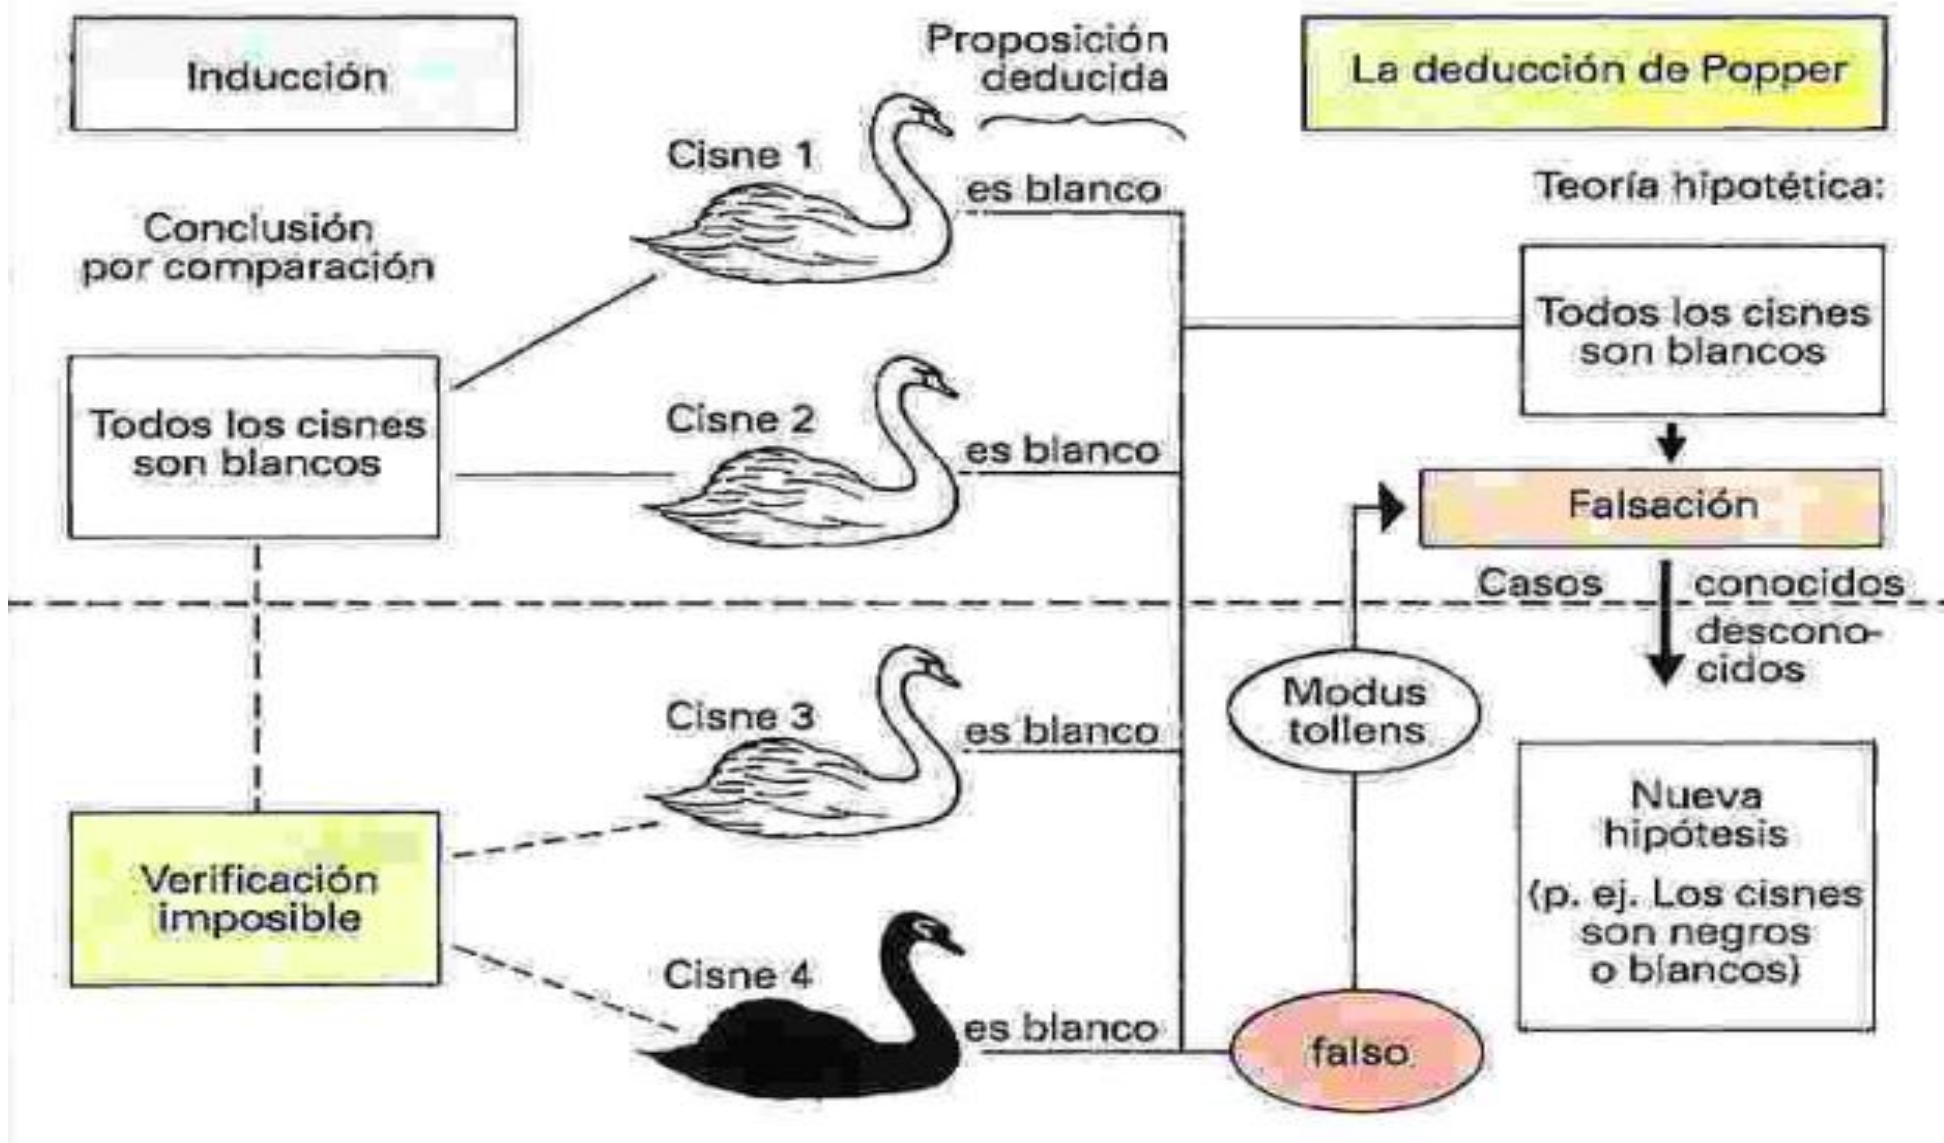 Inducción
Proposición
deducida
La deducción de Popper
Cisne 1
es blanco
Teoría hipotética:
Conclusión
por comparación
Todos los cisnes
son blancos
Todos los cisnes
son blancos
Cisne 2
es blanco
Falsación
Casos
conocidos
descono-
cidos
Cisne 3
es blanco
Modus
tollens
Nueva
hipótesis
(p. ej. Los cisnes
son negros
o blancos)
Verificación
imposible
Cisne 4
es blanco
falso